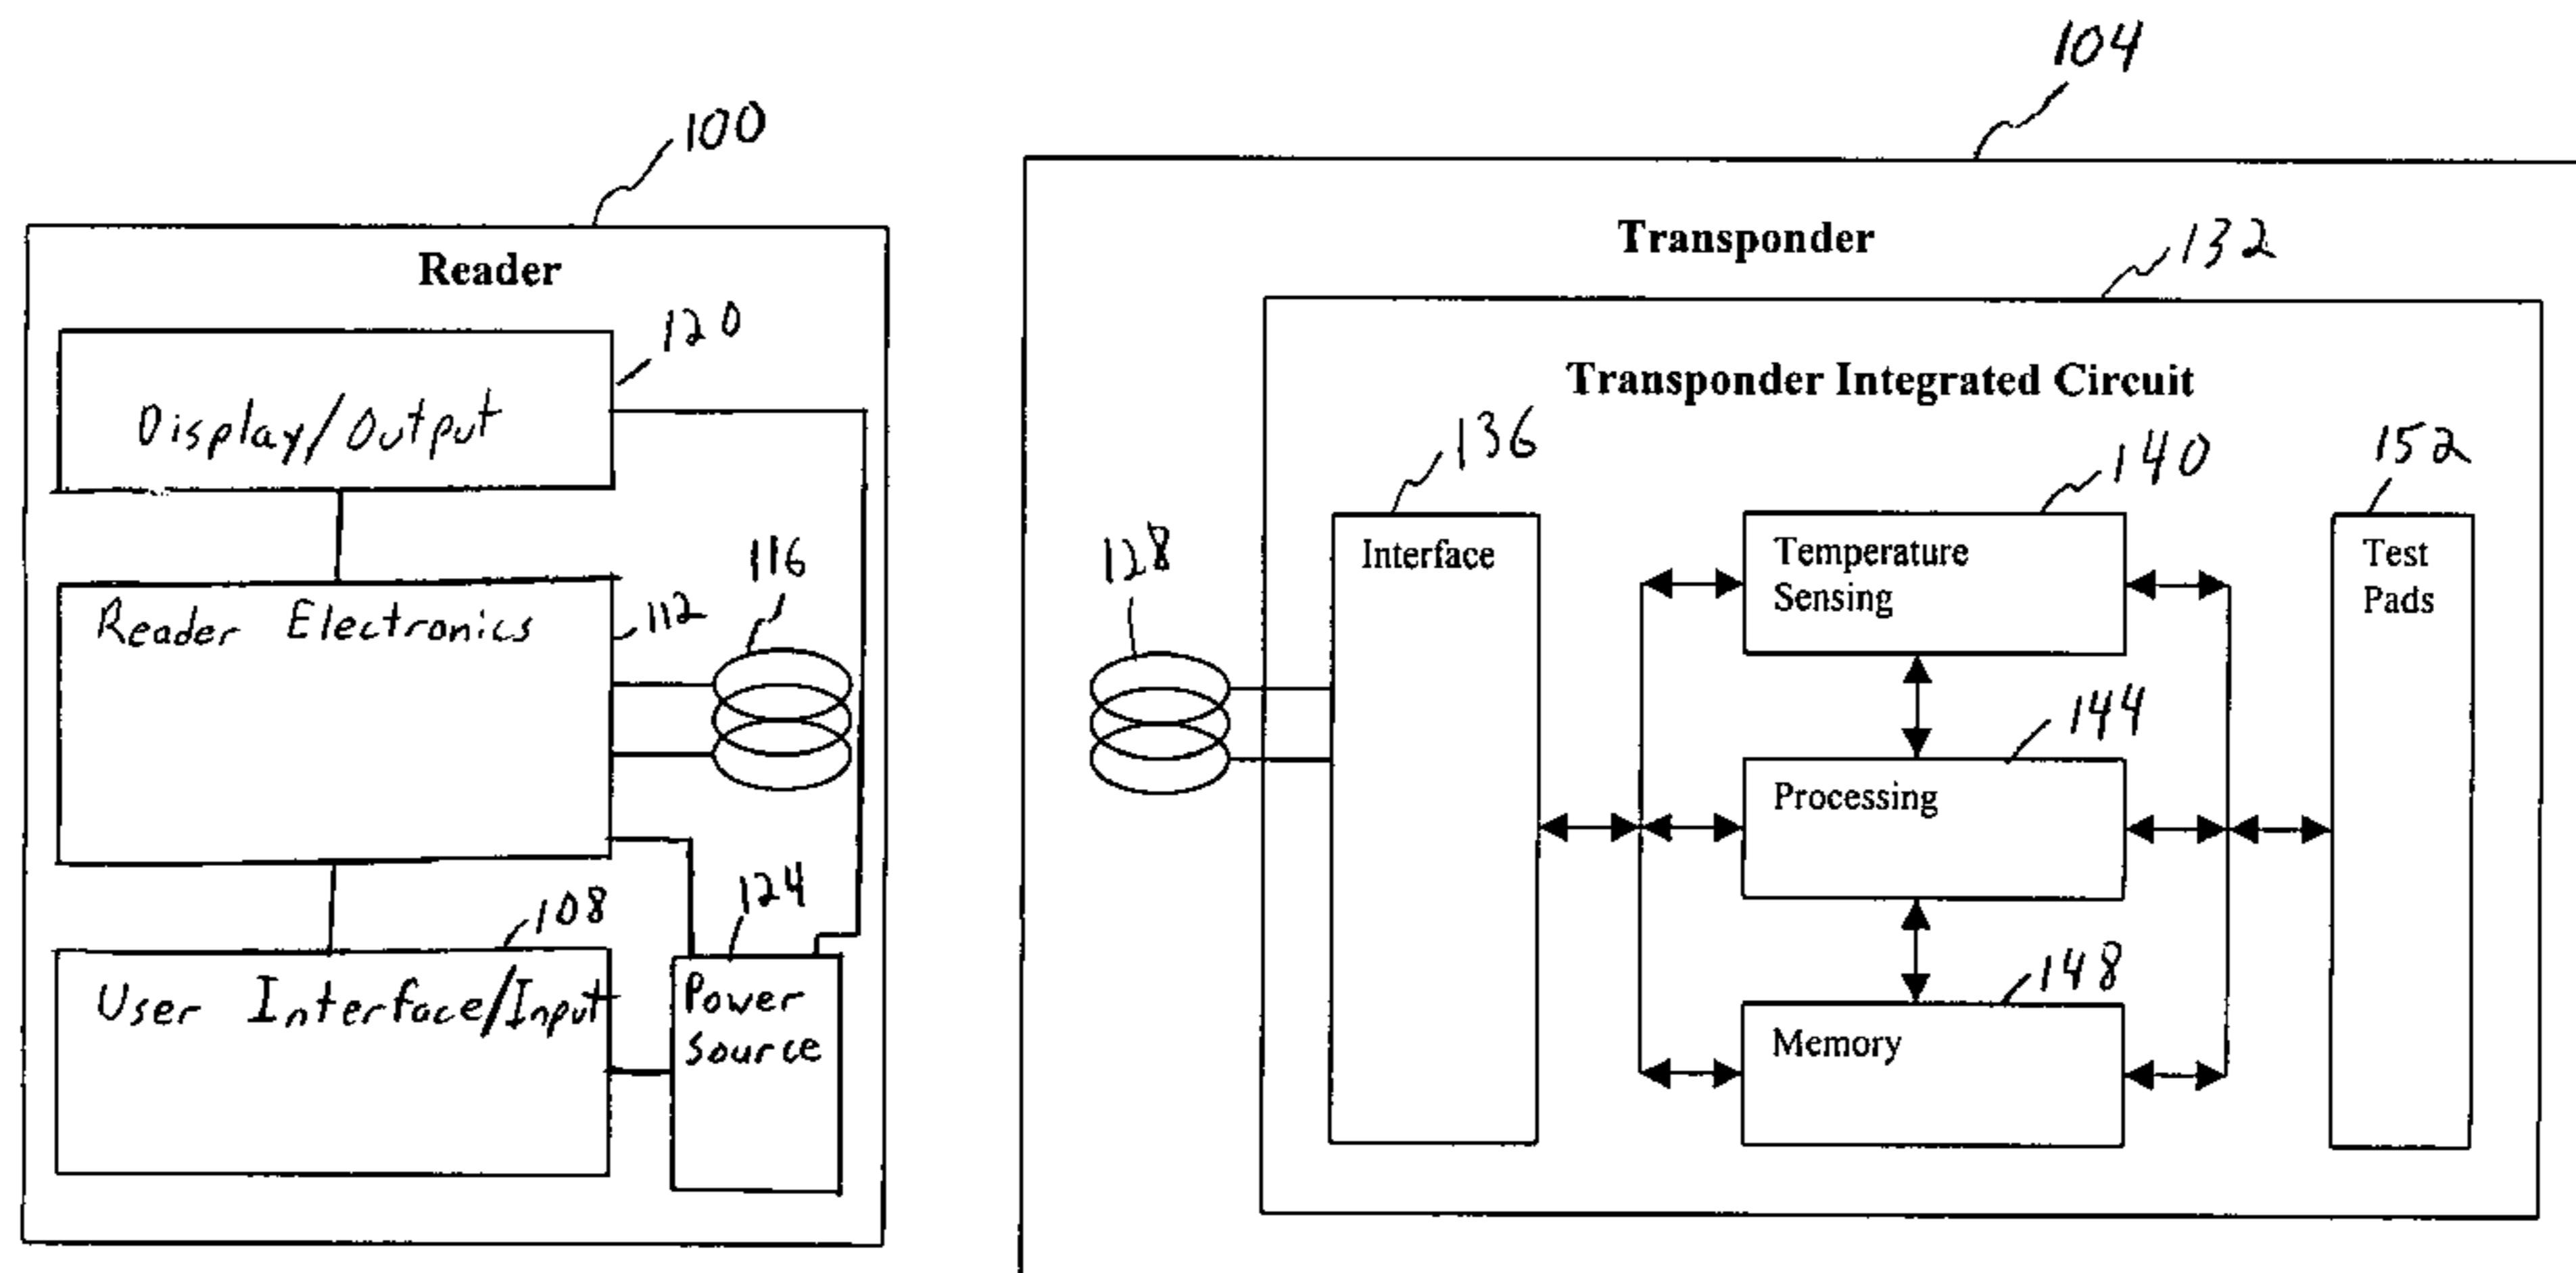 100
Reader
120
Display/Output
Reader Electronics
112
116
108
User Interface/Input
124
Power
Source
104
Transponder
132
Transponder Integrated Circuit
128
136
Interface
140
Temperature
Sensing
144
Processing
148
Memory
152
Test
Pads